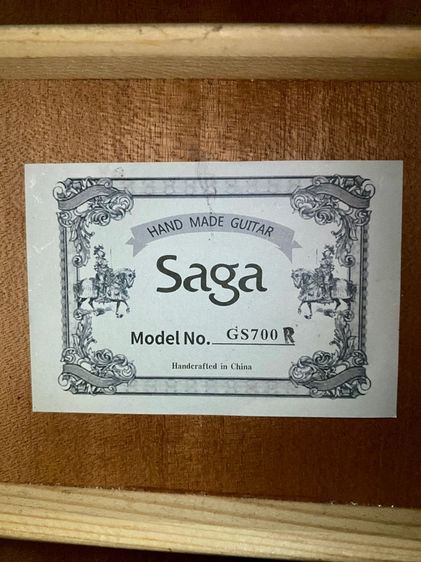 HAND MADE GUITAR
Saga
Model No. GS700 R
Handcrafted in China